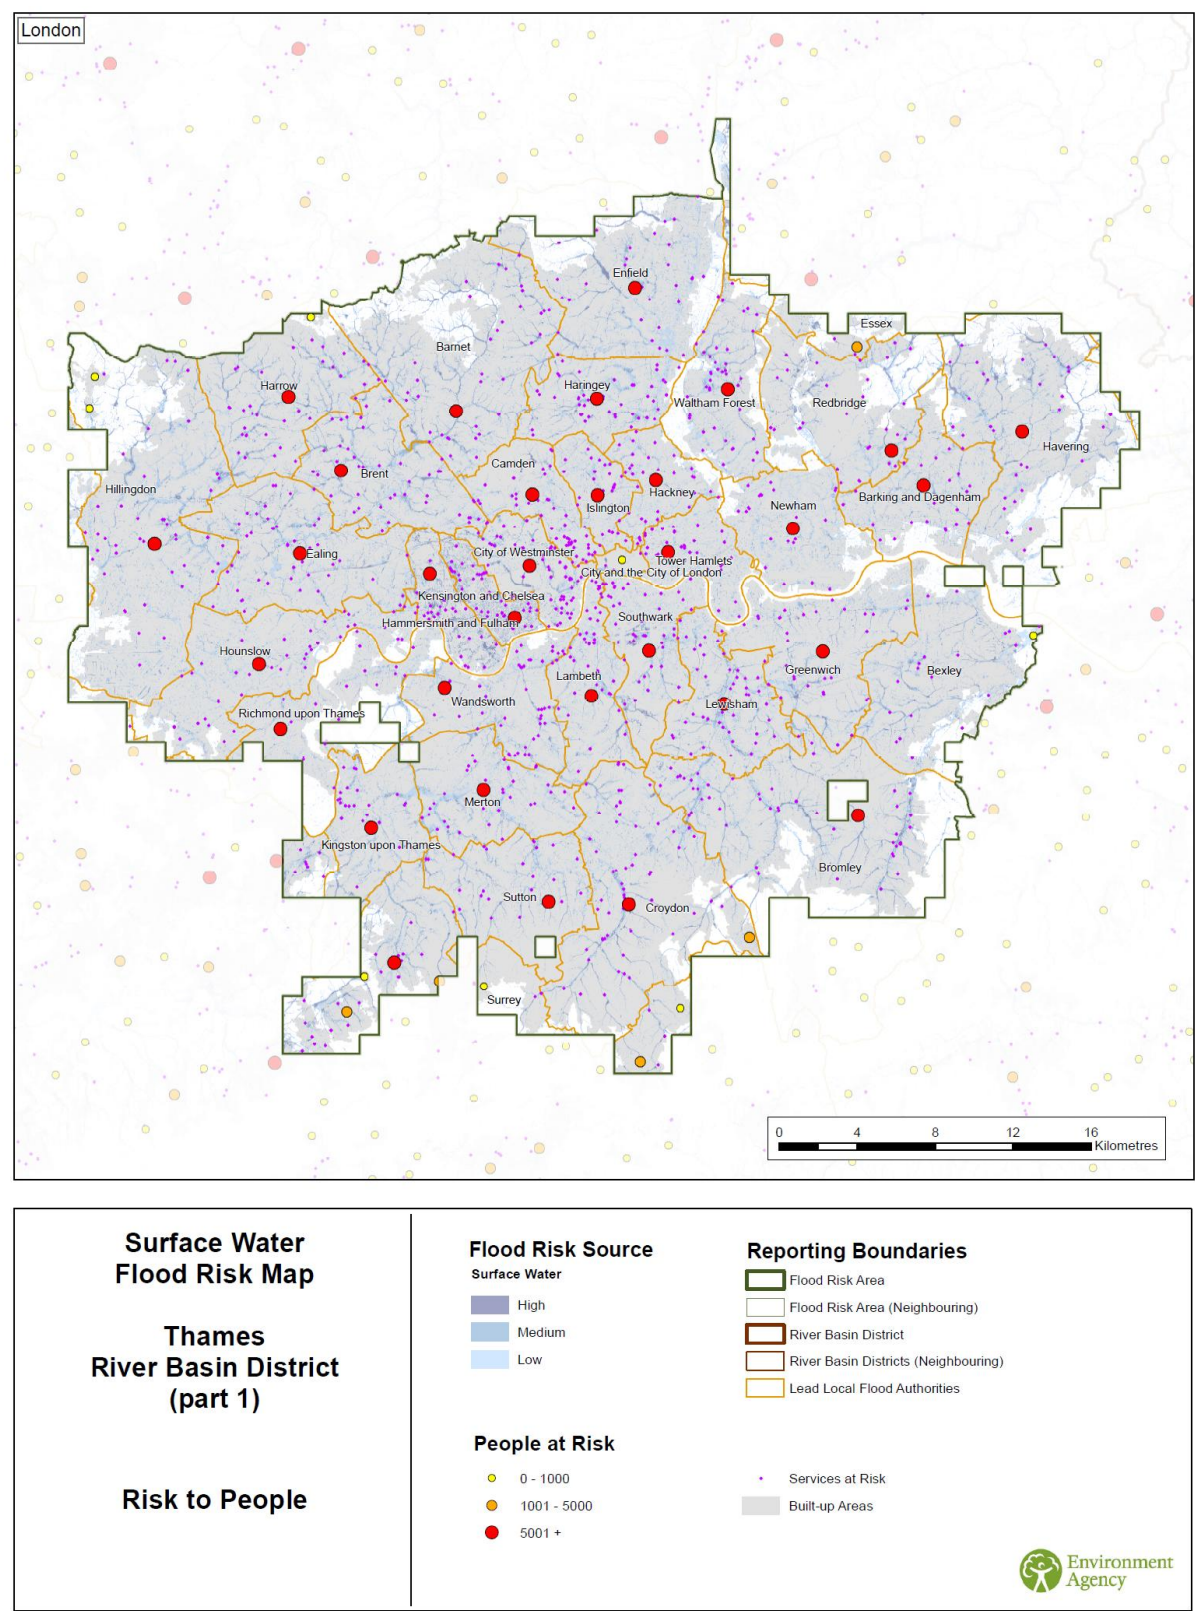 London
Enfield
Essex
Barnet
Harrow
Haringey
Waltham Forest
Redbridge
Havering
Brent
Camden
Hillingdon
Hackney
Islington
Newham
Barking and Dagenham
Ealing
City of Westminster
Tower Hamlets
City and the City of London
Kensington and Chelsea
Hammersmith and Fulham
Southwark
Hounslow
Greenwich
Bexley
Lambeth
Wandsworth
Lewisham
Richmond upon Thames
Merton
Kingston upon Thames
Bromley
Sutton
Croydon
Surrey
0 4 8 12 16
Kilometres
Surface Water
Flood Risk Map
Thames
River Basin District
(part 1)
Risk to People
Flood Risk Source
Surface Water
High
Medium
Low
Reporting Boundaries
Flood Risk Area
Flood Risk Area (Neighbouring)
River Basin District
River Basin Districts (Neighbouring)
Lead Local Flood Authorities
People at Risk
0 - 1000
1001 - 5000
5001 +
Services at Risk
Built-up Areas
Environment
Agency